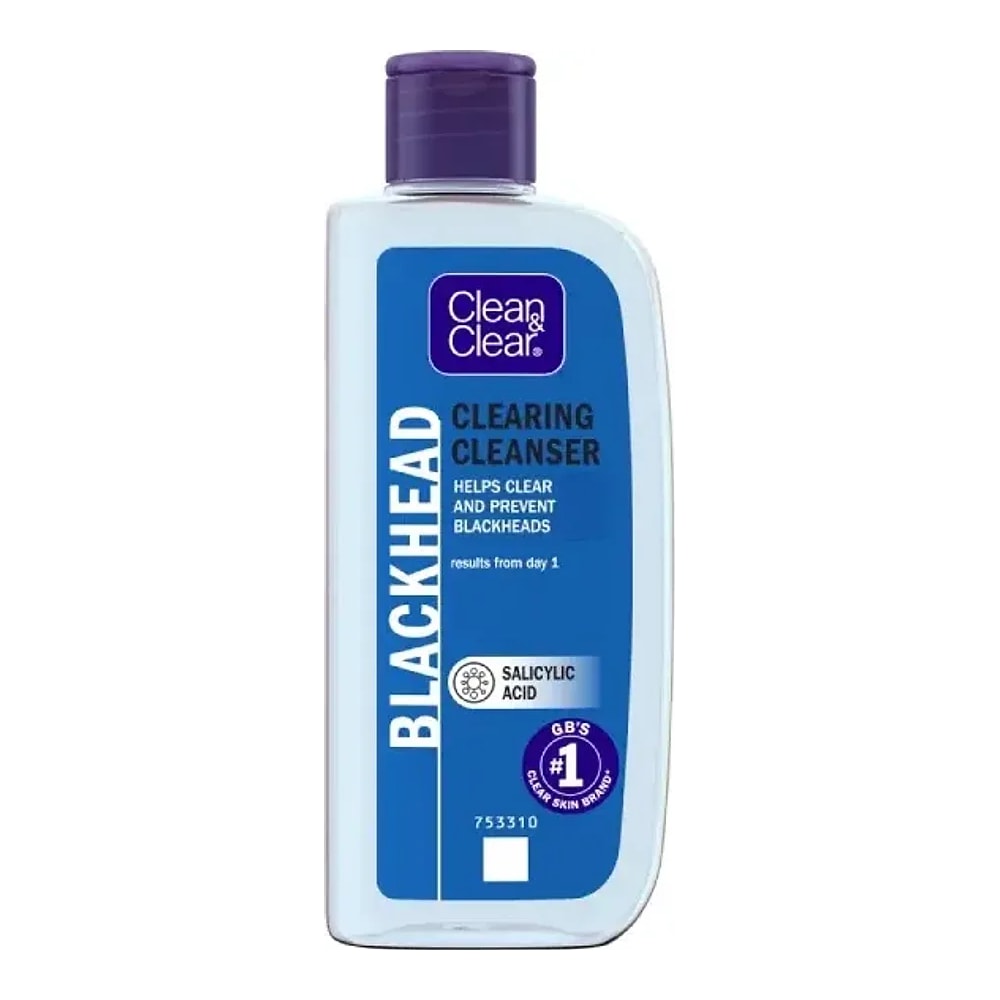 Clean
&
Clear®
BLACKHEAD
CLEARING
CLEANSER
HELPS CLEAR
AND PREVENT
BLACKHEADS
results from day 1
SALICYLIC
ACID
GB'S
#1
CLEAR SKIN BRAND*
753310